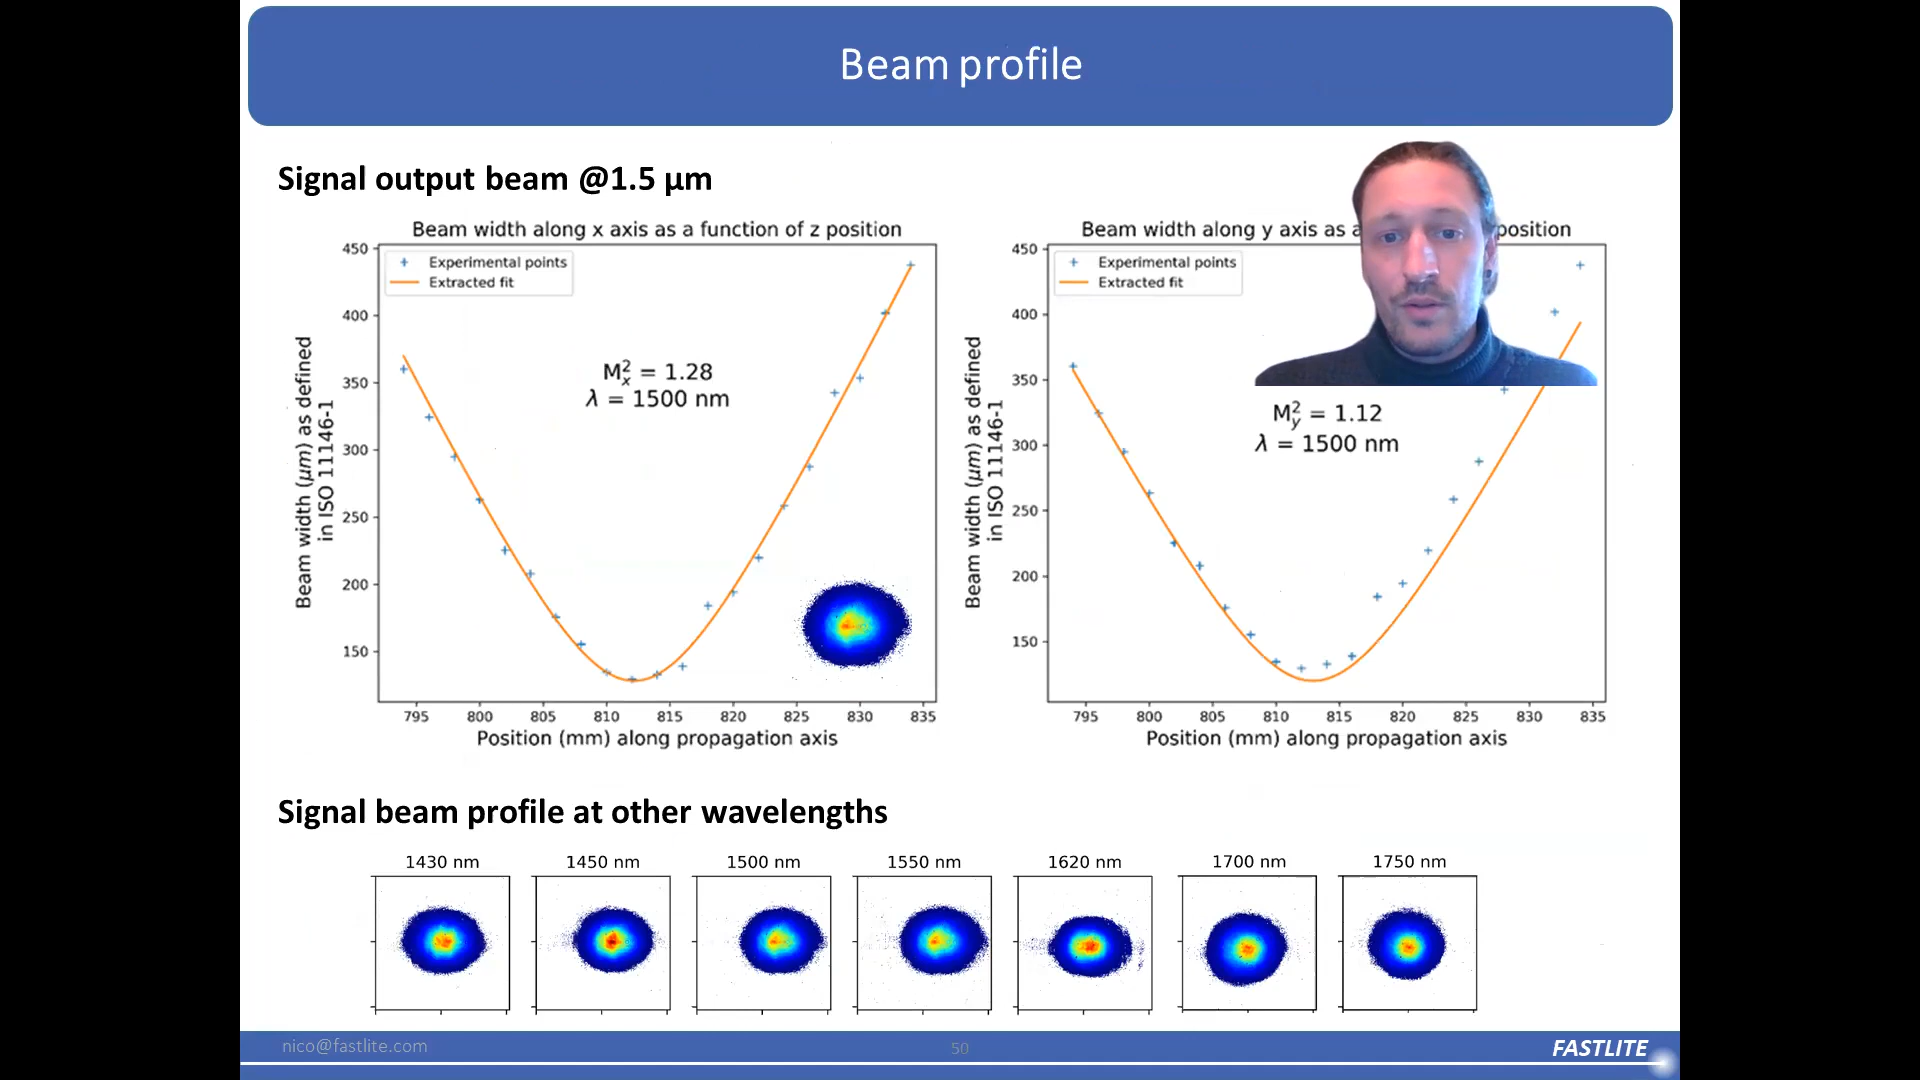 Beam profile
Signal output beam @1.5 µm
Beam width along x axis as a function of z position
450
400
350
300
250
200
150
Experimental points
Extracted fit
M²ₓ = 1.28
λ = 1500 nm
Beam width (μm) as defined
in ISO 11146-1
795 800 805 810 815 820 825 830 835
Position (mm) along propagation axis
Beam width along y axis as a position
450
400
350
300
250
200
150
Experimental points
Extracted fit
M²y = 1.12
λ = 1500 nm
Beam width (μm) as defined
in ISO 11146-1
795 800 805 810 815 820 825 830 835
Position (mm) along propagation axis
Signal beam profile at other wavelengths
1430 nm 1450 nm 1500 nm 1550 nm 1620 nm 1700 nm 1750 nm
nico@fastlite.com
50
FASTLITE